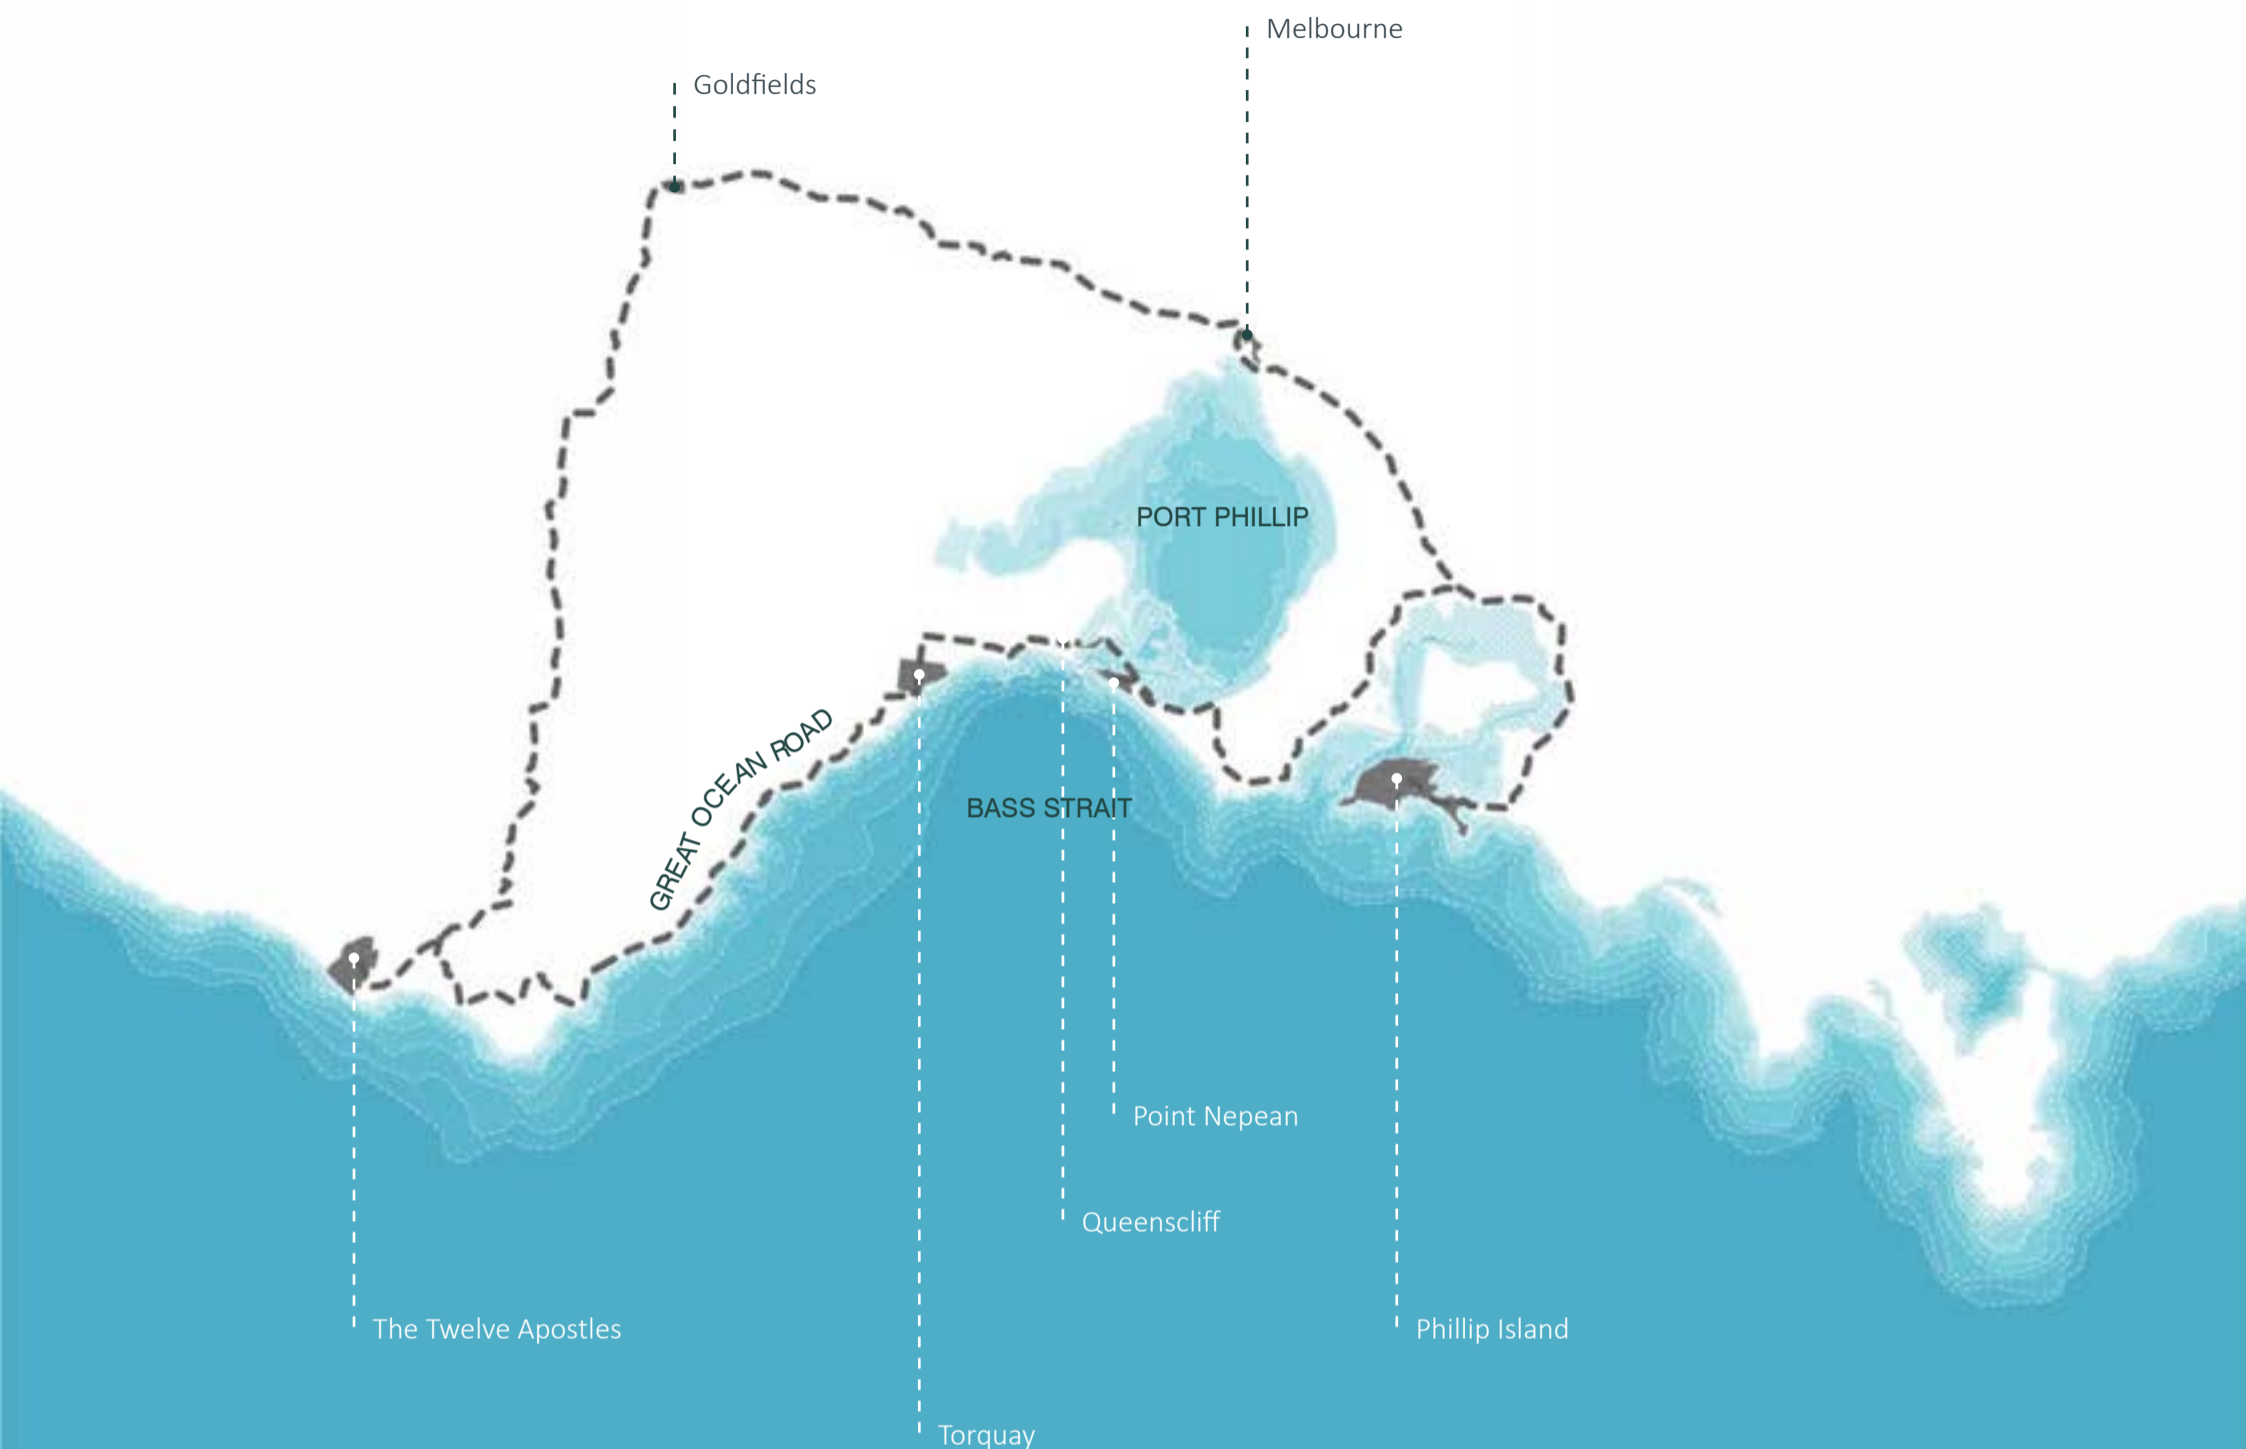 Melbourne
Goldfields
PORT PHILLIP
GREAT OCEAN ROAD
BASS STRAIT
Point Nepean
Queenscliff
The Twelve Apostles
Phillip Island
Torquay